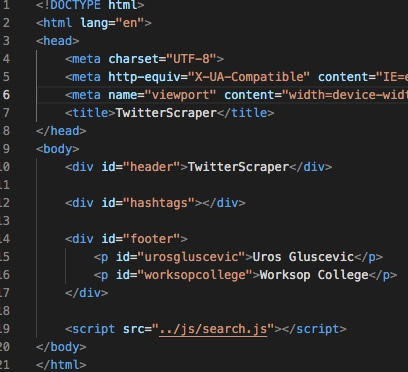 1 <!DOCTYPE html>
2 <html lang="en">
3 <head>
4 <meta charset="UTF-8">
5 <meta http-equiv="X-UA-Compatible" content="IE=e
6 <meta name="viewport" content="width=device-widt
7 <title>TwitterScraper</title>
8 </head>
9 <body>
10 <div id="header">TwitterScraper</div>
11
12 <div id="hashtags"></div>
13
14 <div id="footer">
15 <p id="urosgluscevic">Uros Gluscevic</p>
16 <p id="worksopcollege">Worksop College</p>
17 </div>
18
19 <script src="../js/search.js"></script>
20 </body>
21 </html>